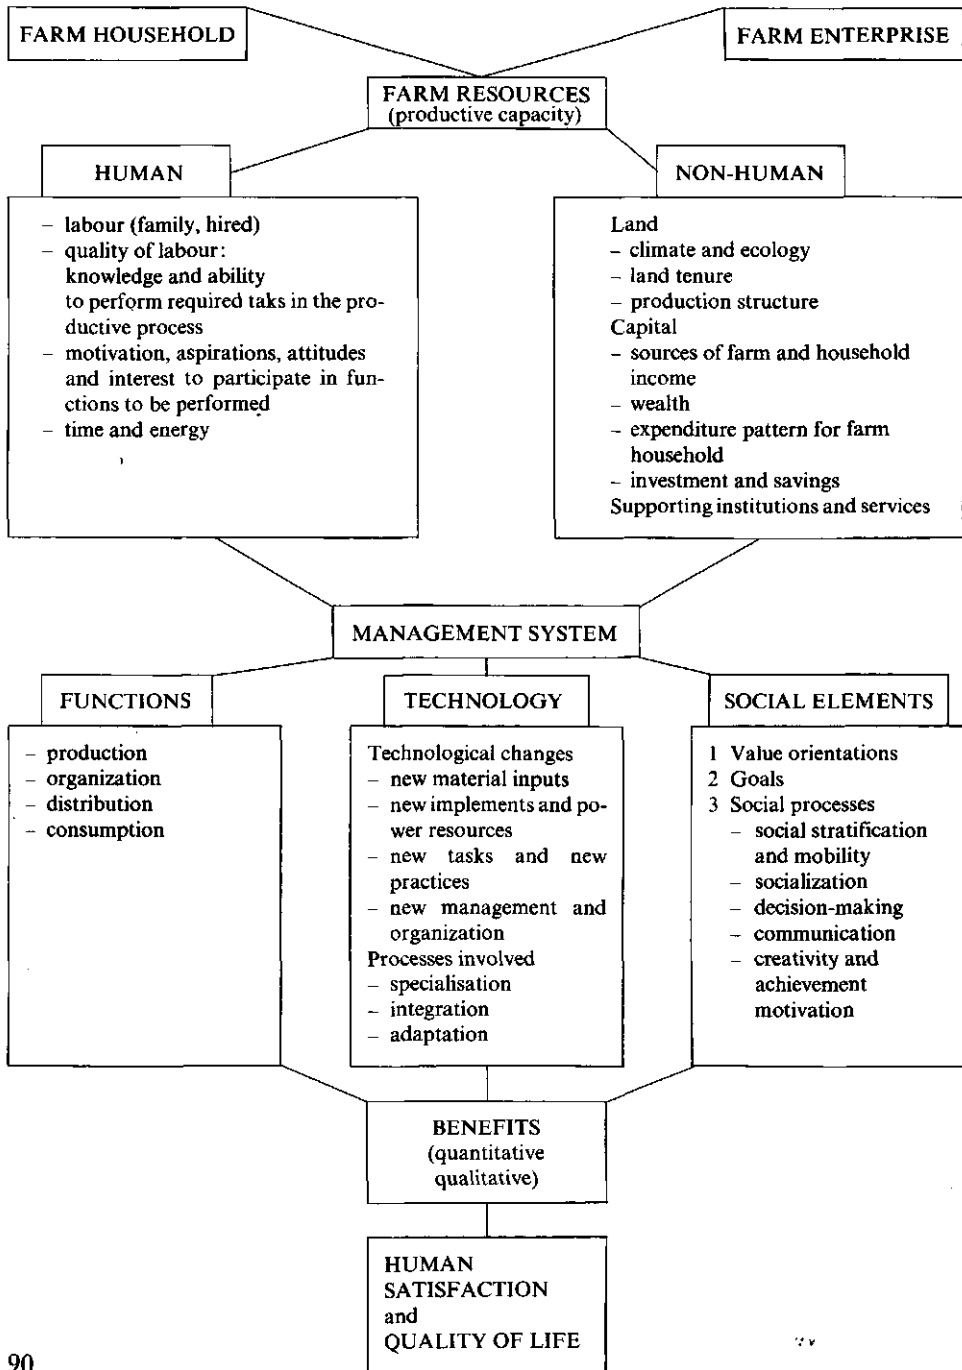 FARM HOUSEHOLD
FARM ENTERPRISE
FARM RESOURCES
(productive capacity)
HUMAN
– labour (family, hired)
– quality of labour:
knowledge and ability
to perform required taks in the pro-
ductive process
– motivation, aspirations, attitudes
and interest to participate in fun-
ctions to be performed
– time and energy
NON-HUMAN
Land
– climate and ecology
– land tenure
– production structure
Capital
– sources of farm and household
income
– wealth
– expenditure pattern for farm
household
– investment and savings
Supporting institutions and services
MANAGEMENT SYSTEM
FUNCTIONS
– production
– organization
– distribution
– consumption
TECHNOLOGY
Technological changes
– new material inputs
– new implements and po-
wer resources
– new tasks and new
practices
– new management and
organization
Processes involved
– specialisation
– integration
– adaptation
SOCIAL ELEMENTS
1 Value orientations
2 Goals
3 Social processes
– social stratification
and mobility
– socialization
– decision-making
– communication
– creativity and
achievement
motivation
BENEFITS
(quantitative
qualitative)
HUMAN
SATISFACTION
and
QUALITY OF LIFE
90